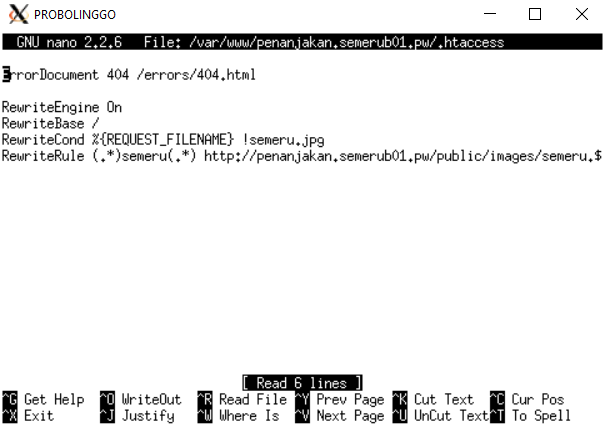 PROBOLINGGO
GNU nano 2.2.6 File: /var/www/penanjakan.semerub01.pw/.htaccess
ErrorDocument 404 /errors/404.html
RewriteEngine On
RewriteBase /
RewriteCond %{REQUEST_FILENAME} !semeru.jpg
RewriteRule (.*)semeru(.*) http://penanjakan.semerub01.pw/public/images/semeru.$
[ Read 6 lines ]
^G Get Help ^O WriteOut ^R Read File ^Y Prev Page ^K Cut Text ^C Cur Pos
^X Exit ^J Justify ^W Where Is ^V Next Page ^U UnCut Text ^T To Spell